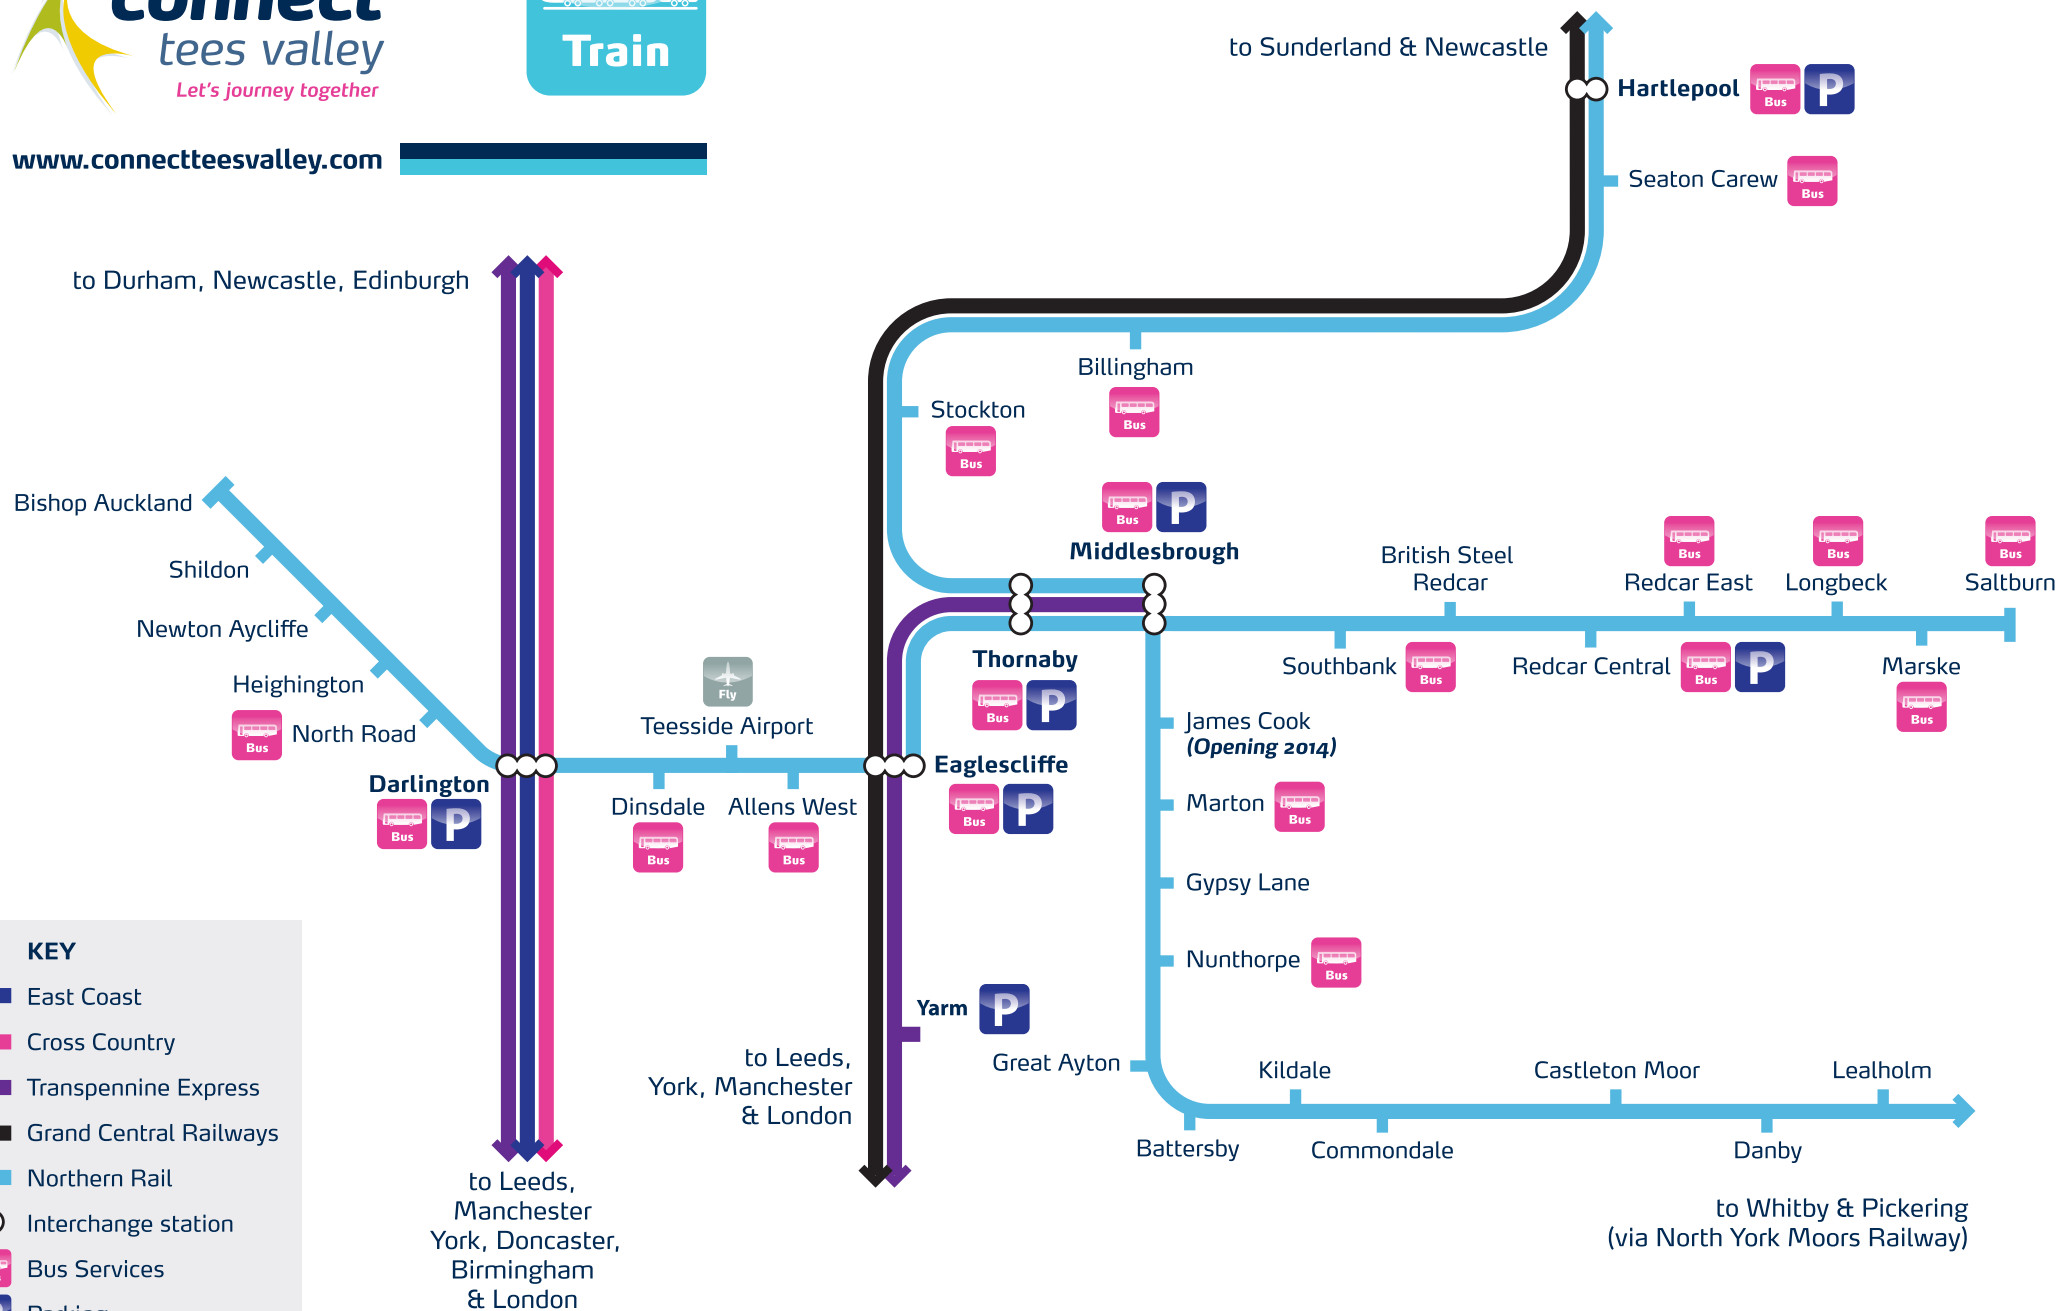 connect
tees valley
Let's journey together
www.connectteesvalley.com
Train
to Sunderland & Newcastle
Hartlepool
Bus
P
Seaton Carew
Bus
to Durham, Newcastle, Edinburgh
Billingham
Bus
Stockton
Bus
Bus
P
Middlesbrough
Bishop Auckland
Shildon
Newton Aycliffe
Heighington
Bus
North Road
Darlington
Bus
P
Fly
Teesside Airport
Dinsdale
Bus
Allens West
Bus
Thornaby
Bus
P
Eaglescliffe
Bus
P
British Steel
Redcar
Bus
Redcar East
Bus
Longbeck
Bus
Saltburn
Southbank
Bus
Redcar Central
Bus
P
Marske
Bus
James Cook
(Opening 2014)
Marton
Bus
Gypsy Lane
Nunthorpe
Bus
Yarm
P
to Leeds,
York, Manchester
& London
Great Ayton
Kildale
Castleton Moor
Lealholm
Battersby
Commondale
Danby
to Whitby & Pickering
(via North York Moors Railway)
to Leeds,
Manchester
York, Doncaster,
Birmingham
& London
KEY
East Coast
Cross Country
Transpennine Express
Grand Central Railways
Northern Rail
Interchange station
Bus Services
Parking